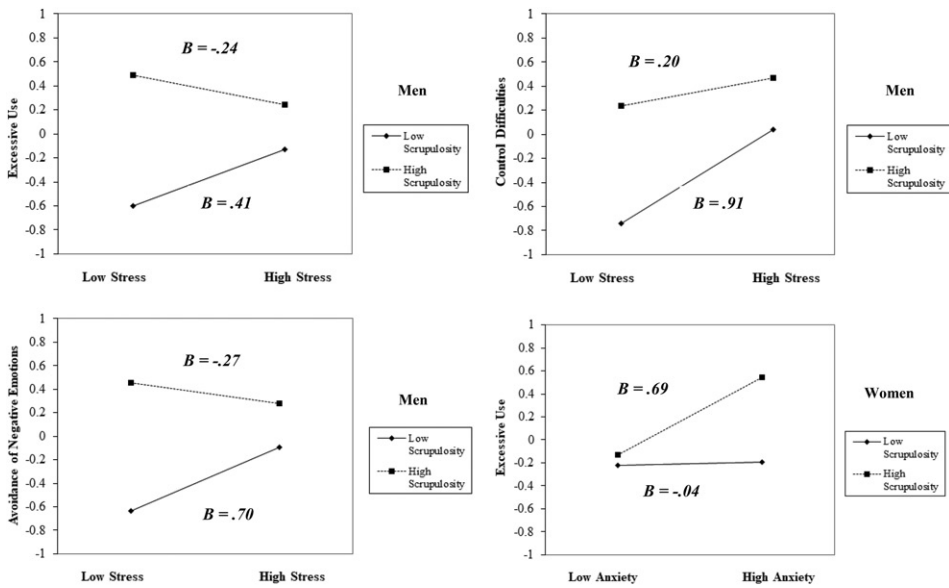 1
0.8
0.6
0.4
0.2
0
-0.2
-0.4
-0.6
-0.8
-1
Excessive Use
B = -.24
B = .41
Low Stress
High Stress
Men
Low
Scrupulosity
High
Scrupulosity
1
0.8
0.6
0.4
0.2
0
-0.2
-0.4
-0.6
-0.8
-1
Control Difficulties
B = .20
B = .91
Low Stress
High Stress
Men
Low
Scrupulosity
High
Scrupulosity
1
0.8
0.6
0.4
0.2
0
-0.2
-0.4
-0.6
-0.8
-1
Avoidance of Negative Emotions
B = -.27
B = .70
Low Stress
High Stress
Men
Low
Scrupulosity
High
Scrupulosity
1
0.8
0.6
0.4
0.2
0
-0.2
-0.4
-0.6
-0.8
-1
Excessive Use
B = .69
B = -.04
Low Anxiety
High Anxiety
Women
Low
Scrupulosity
High
Scrupulosity